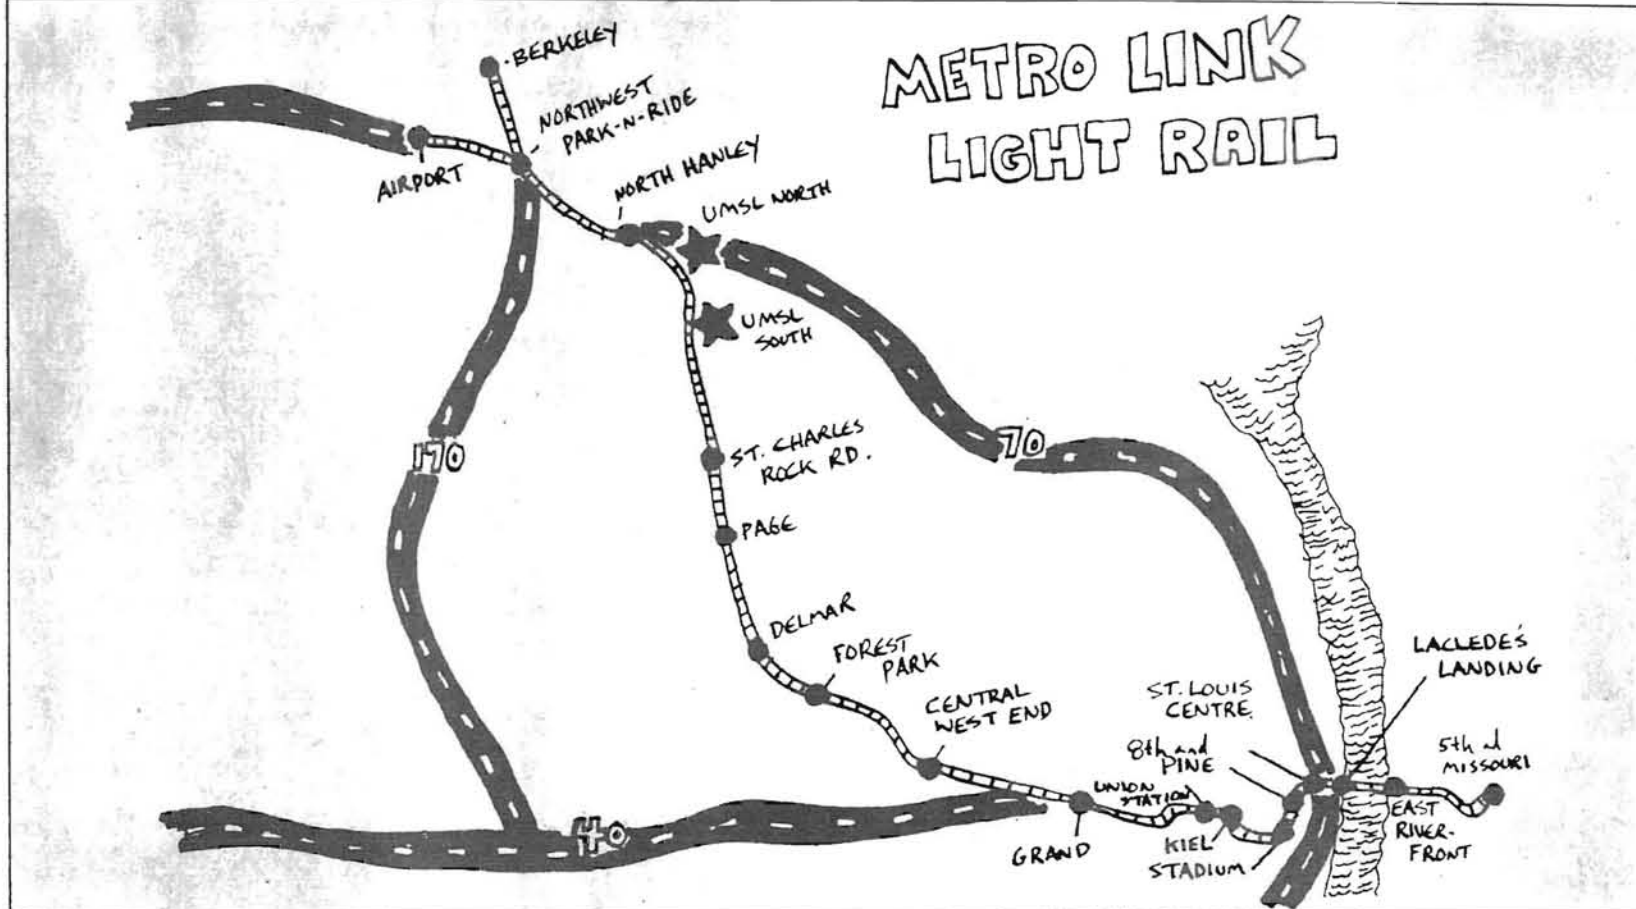 METRO LINK
LIGHT RAIL
BERKELEY
NORTHWEST
PARK-N-RIDE
AIRPORT
NORTH HANLEY
UMSL NORTH
UMSL
SOUTH
170
70
ST. CHARLES
ROCK RD.
PAGE
DELMAR
FOREST
PARK
CENTRAL
WEST END
LACLEDE'S
LANDING
ST. LOUIS
CENTRE
8th and
PINE
5th
MISSOURI
UNION
STATION
40
GRAND
KIEL
STADIUM
EAST
RIVER-
FRONT